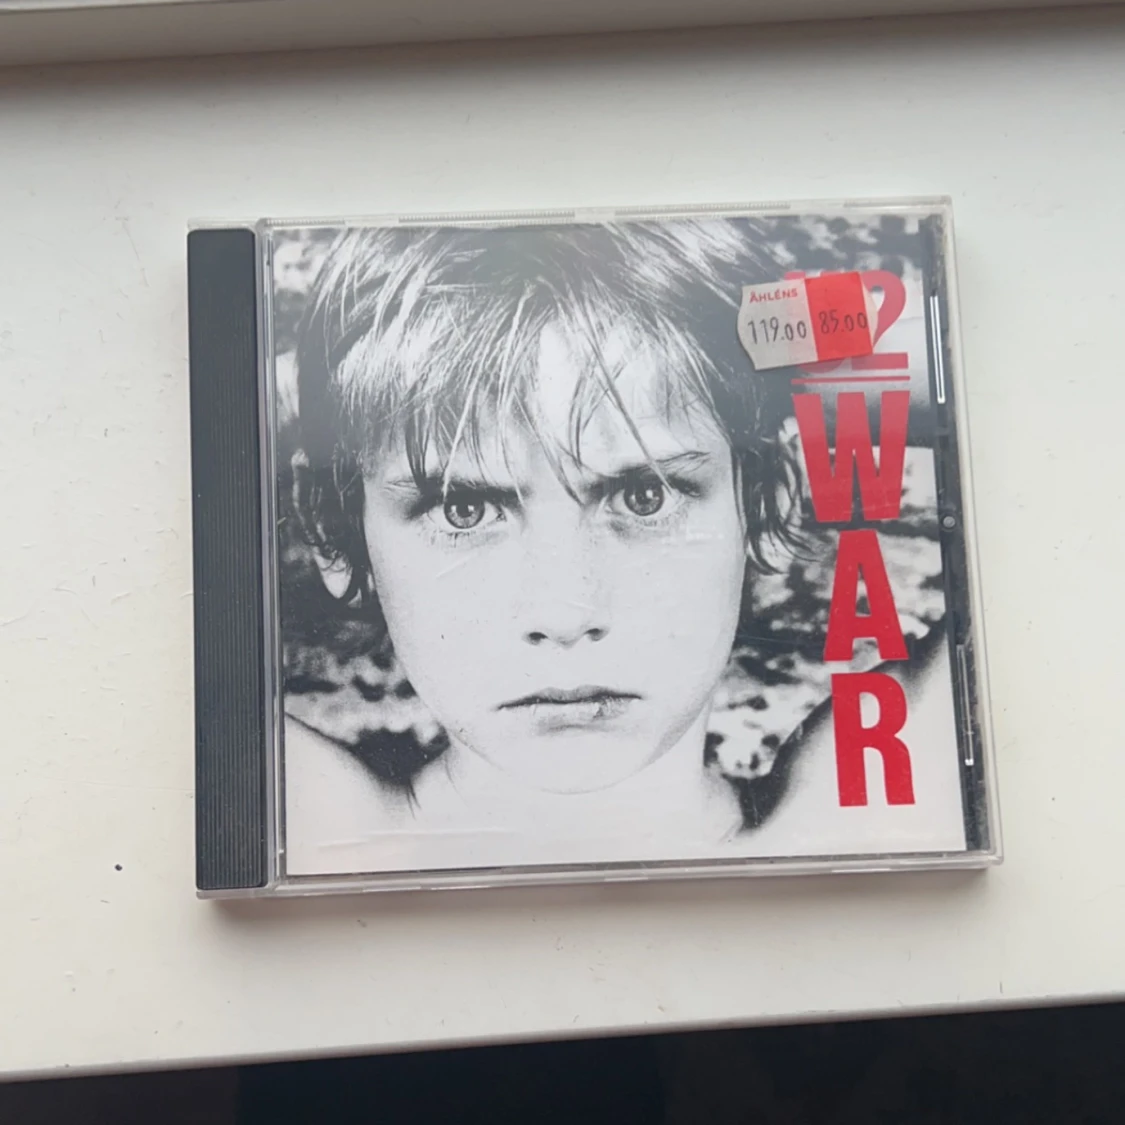 U2
ÅHLÉNS
119.00 85.00
WAR